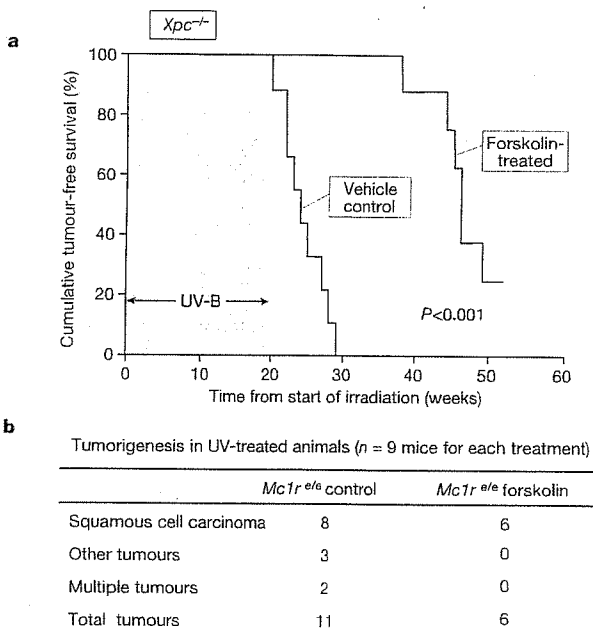 Xpc⁻/⁻
a
Cumulative tumour-free survival (%)
100
80
60
40
20
0
Forskolin-
treated
Vehicle
control
UV-B
P<0.001
0 10 20 30 40 50 60
Time from start of irradiation (weeks)
b
Tumorigenesis in UV-treated animals (n = 9 mice for each treatment)
Mc1r e/e control Mc1r e/e forskolin
Squamous cell carcinoma 8 6
Other tumours 3 0
Multiple tumours 2 0
Total tumours 11 6